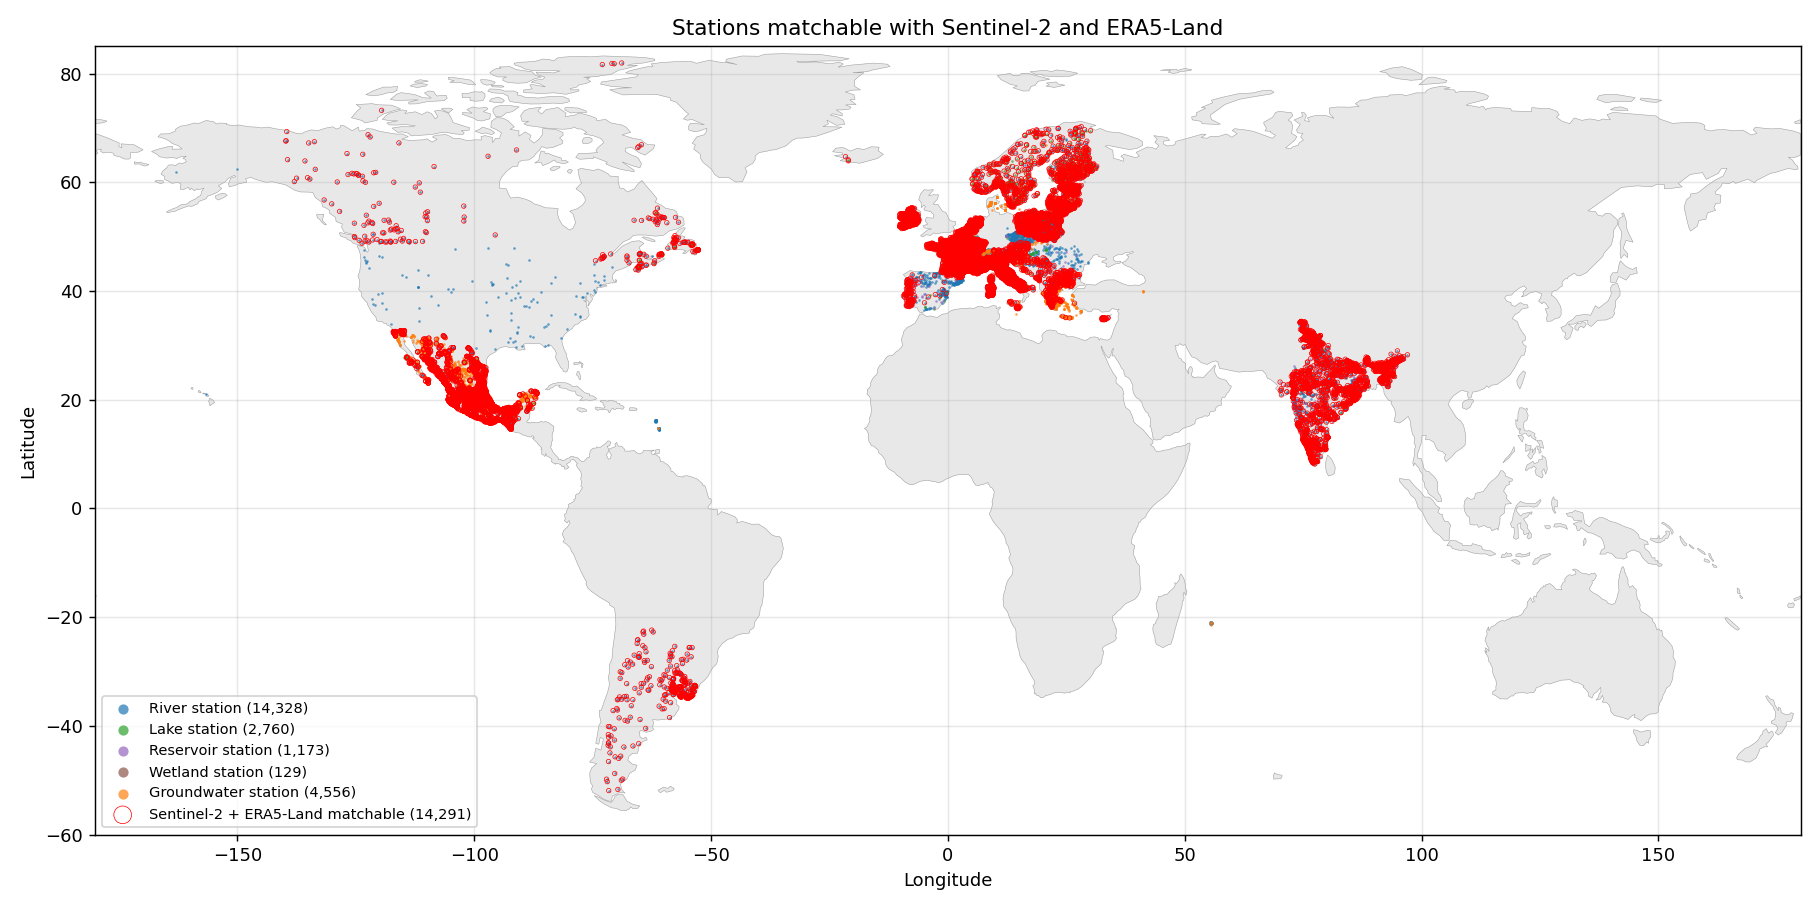 Stations matchable with Sentinel-2 and ERA5-Land
80
60
40
20
0
−20
−40
−60
Latitude
River station (14,328)
Lake station (2,760)
Reservoir station (1,173)
Wetland station (129)
Groundwater station (4,556)
Sentinel-2 + ERA5-Land matchable (14,291)
−150 −100 −50 0 50 100 150
Longitude